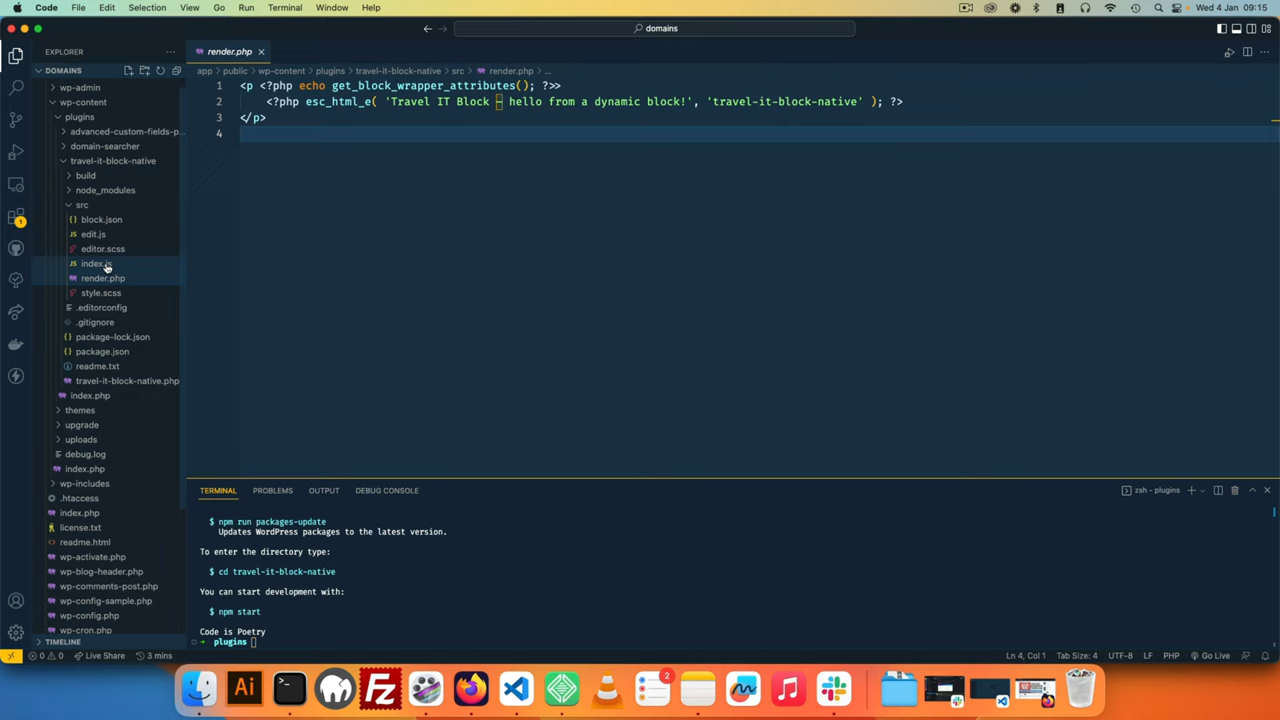 Code File Edit Selection View Go Run Terminal Window Help Wed 4 Jan 09:15
domains
EXPLORER
render.php
DOMAINS
app public wp-content plugins travel-it-block-native src render.php ...
wp-admin
wp-content
plugins
advanced-custom-fields-p...
domain-searcher
travel-it-block-native
build
node_modules
src
block.json
edit.js
editor.scss
index.js
render.php
style.scss
.editorconfig
.gitignore
package-lock.json
package.json
readme.txt
travel-it-block-native.php
index.php
themes
upgrade
uploads
debug.log
index.php
wp-includes
.htaccess
index.php
license.txt
readme.html
wp-activate.php
wp-blog-header.php
wp-comments-post.php
wp-config-sample.php
wp-config.php
wp-cron.php
TIMELINE
1 <p <?php echo get_block_wrapper_attributes(); ?>>
2 <?php esc_html_e( 'Travel IT Block – hello from a dynamic block!', 'travel-it-block-native' ); ?>
3 </p>
4
TERMINAL PROBLEMS OUTPUT DEBUG CONSOLE zsh - plugins
$ npm run packages-update
Updates WordPress packages to the latest version.
To enter the directory type:
$ cd travel-it-block-native
You can start development with:
$ npm start
Code is Poetry
plugins
0 0 Live Share 3 mins Ln 4, Col 1 Tab Size: 4 UTF-8 LF PHP Go Live
Ai
Fz
2